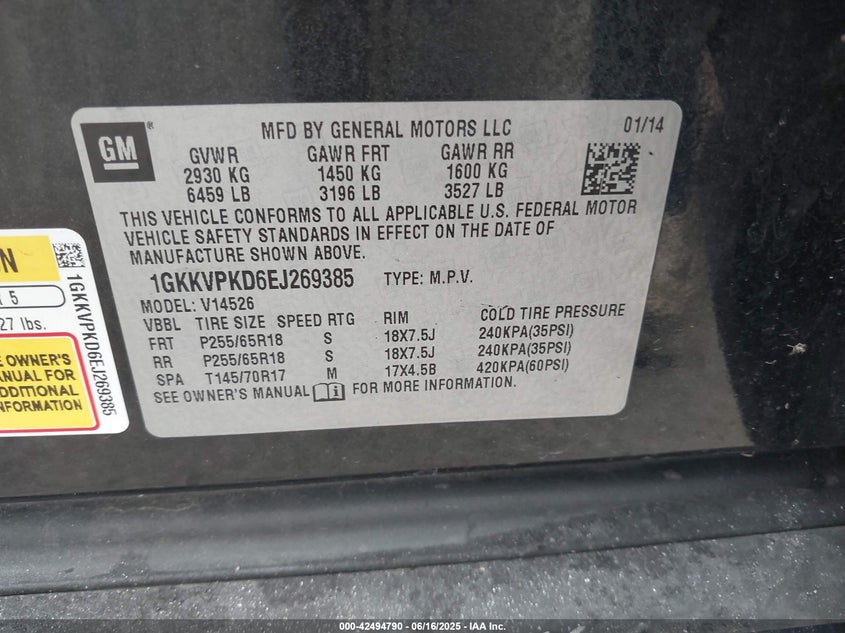 GM
®
MFD BY GENERAL MOTORS LLC
01/14
GVWR GAWR FRT GAWR RR
2930 KG 1450 KG 1600 KG
6459 LB 3196 LB 3527 LB
THIS VEHICLE CONFORMS TO ALL APPLICABLE U.S. FEDERAL MOTOR
VEHICLE SAFETY STANDARDS IN EFFECT ON THE DATE OF
MANUFACTURE SHOWN ABOVE.
1GKKVPKD6EJ269385 TYPE: M.P.V.
MODEL: V14526
VBBL TIRE SIZE SPEED RTG RIM COLD TIRE PRESSURE
FRT P255/65R18 S 18X7.5J 240KPA(35PSI)
RR P255/65R18 S 18X7.5J 240KPA(35PSI)
SPA T145/70R17 M 17X4.5B 420KPA(60PSI)
SEE OWNER'S MANUAL i FOR MORE INFORMATION.
N
5
27 lbs.
E OWNER'S
ANUAL FOR
DDITIONAL
FORMATION
1GKKVPKD6EJ269385
000-42494790 - 06/16/2025 - IAA Inc.